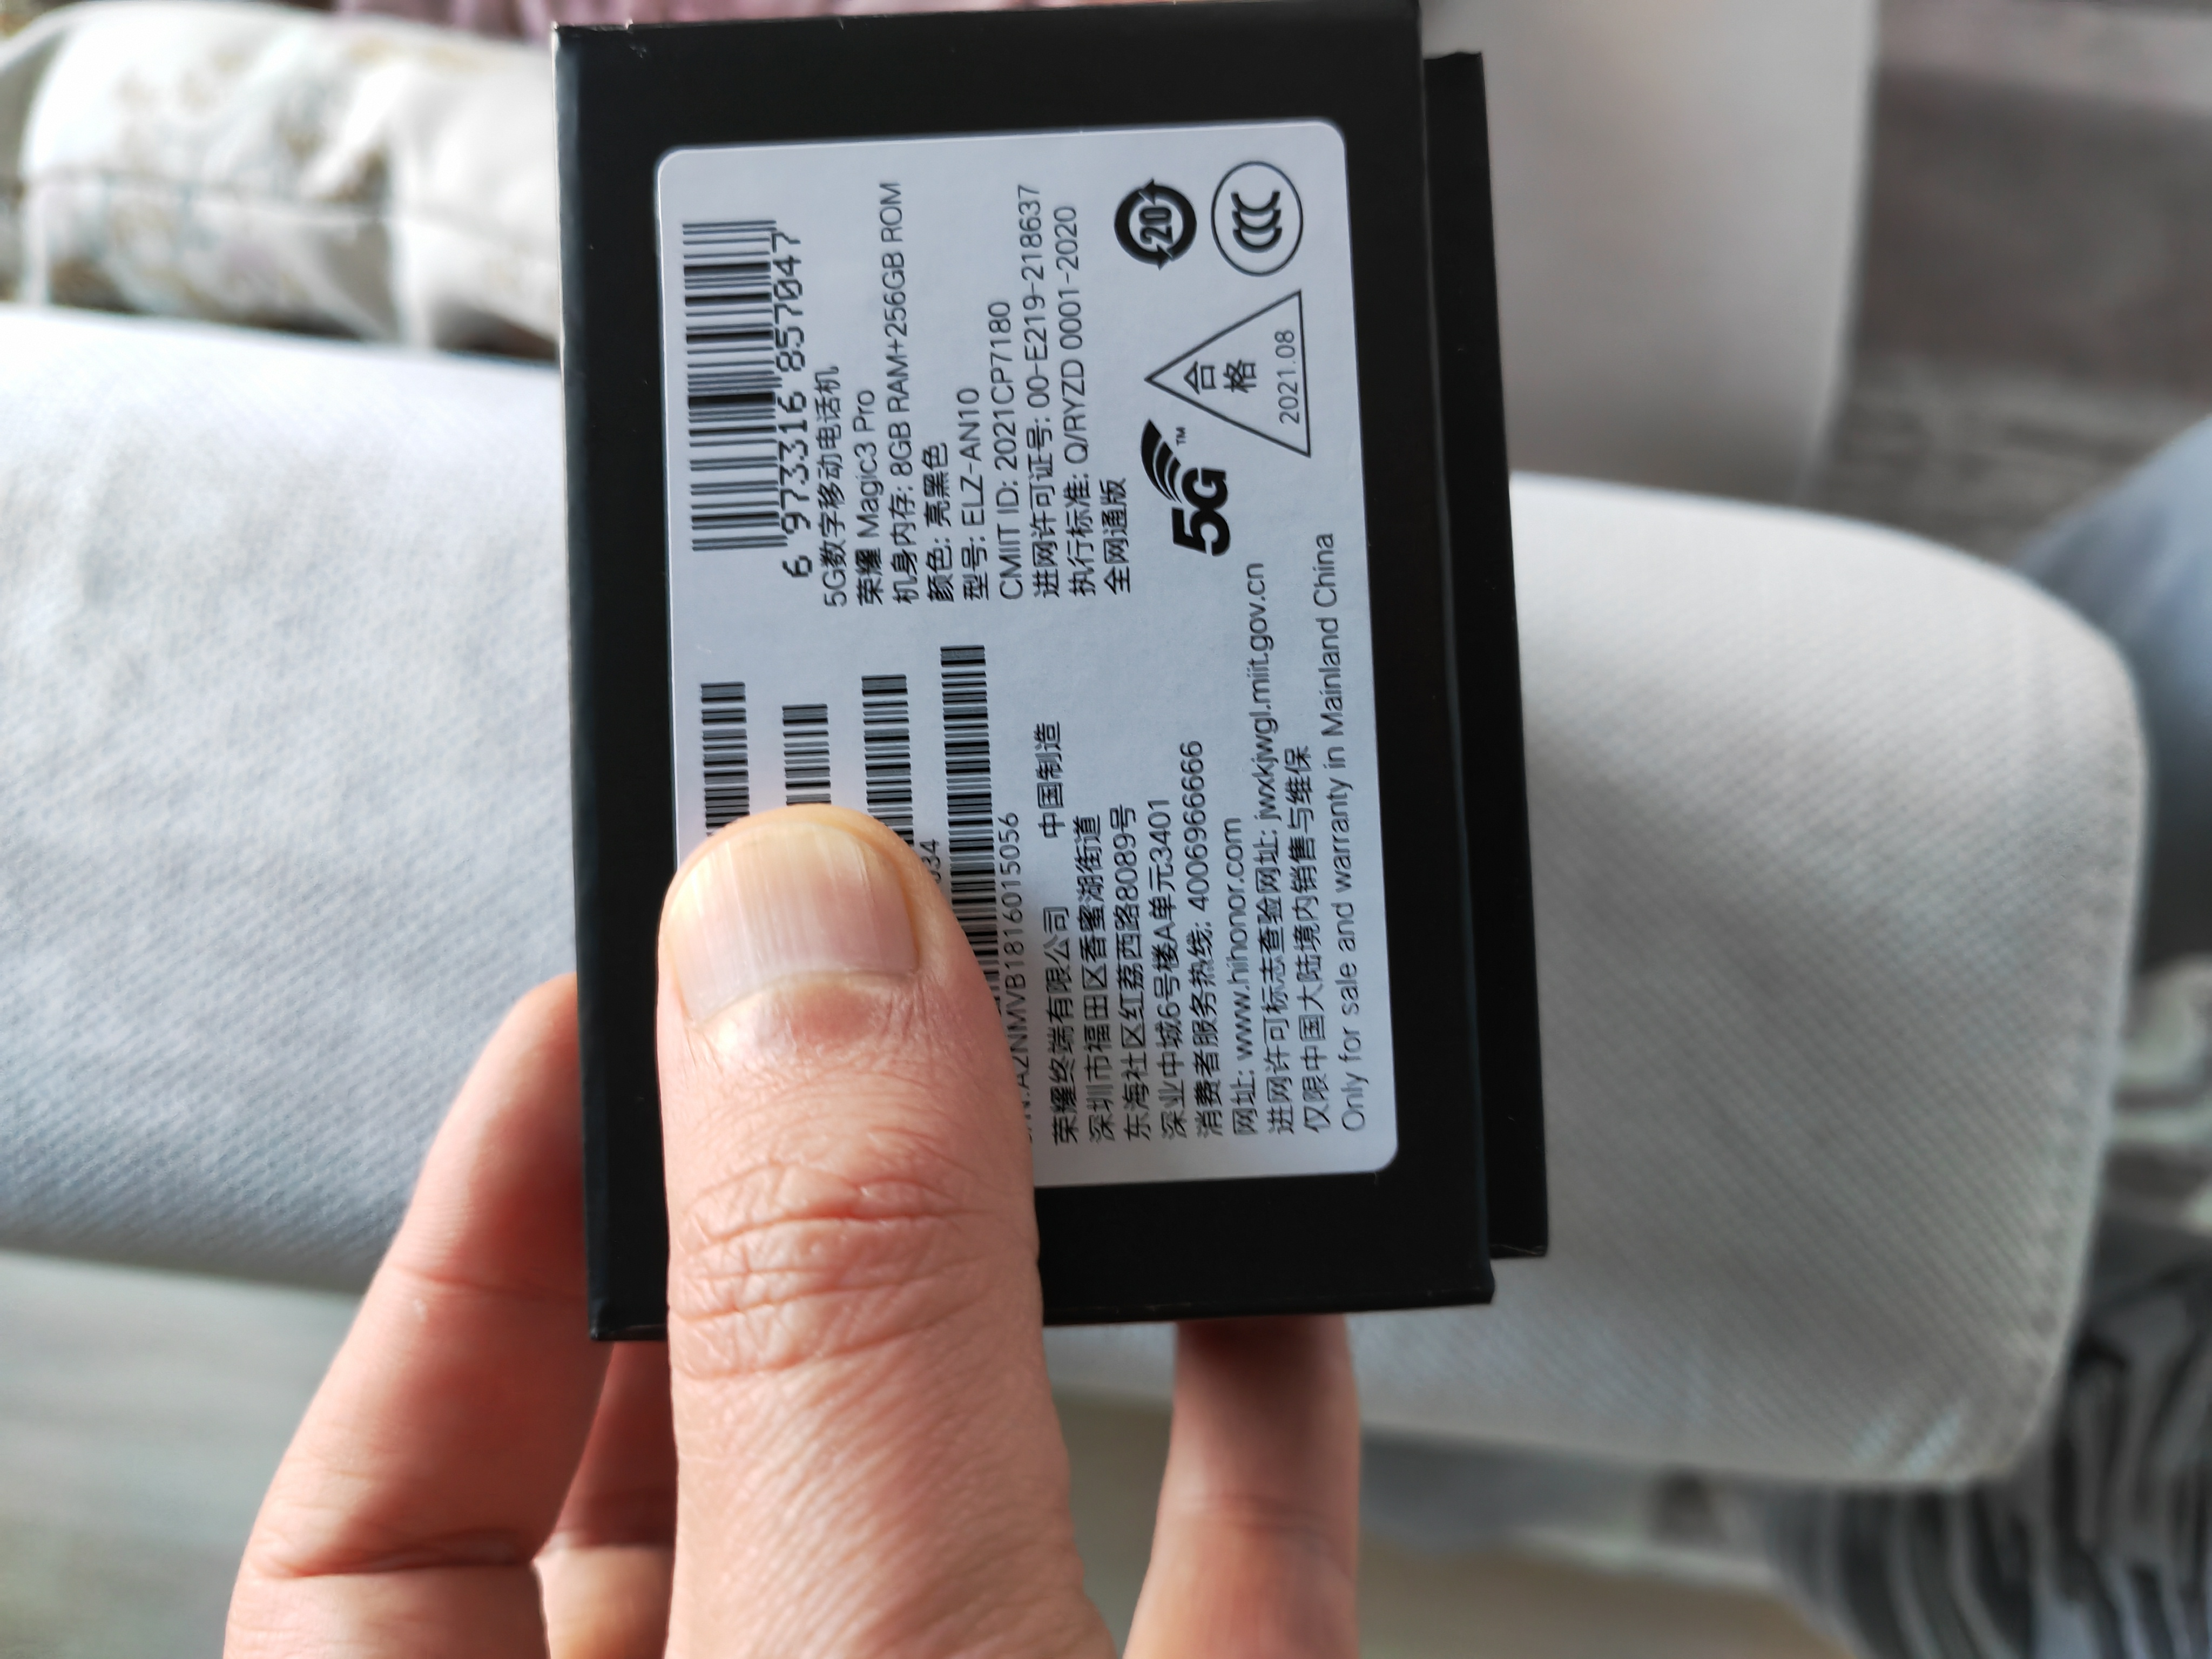 6 973316 857047
5G数字移动电话机
荣耀 Magic3 Pro
机身内存: 8GB RAM+256GB ROM
颜色: 亮黑色
型号: ELZ-AN10
CMIIT ID: 2021CP7180
进网许可证号: 00-E219-218637
执行标准: Q/RYZD 0001-2020
全网通版
5G™
合
格
2021.08
20
CCC
34
A2NMVB1816015056
荣耀终端有限公司 中国制造
深圳市福田区香蜜湖街道
东海社区红荔西路8089号
深业中城6号楼A单元3401
消费者服务热线: 4006966666
网址: www.hihonor.com
进网许可标志查验网址: jwxkjwgl.miit.gov.cn
仅限中国大陆境内销售与维保
Only for sale and warranty in Mainland China